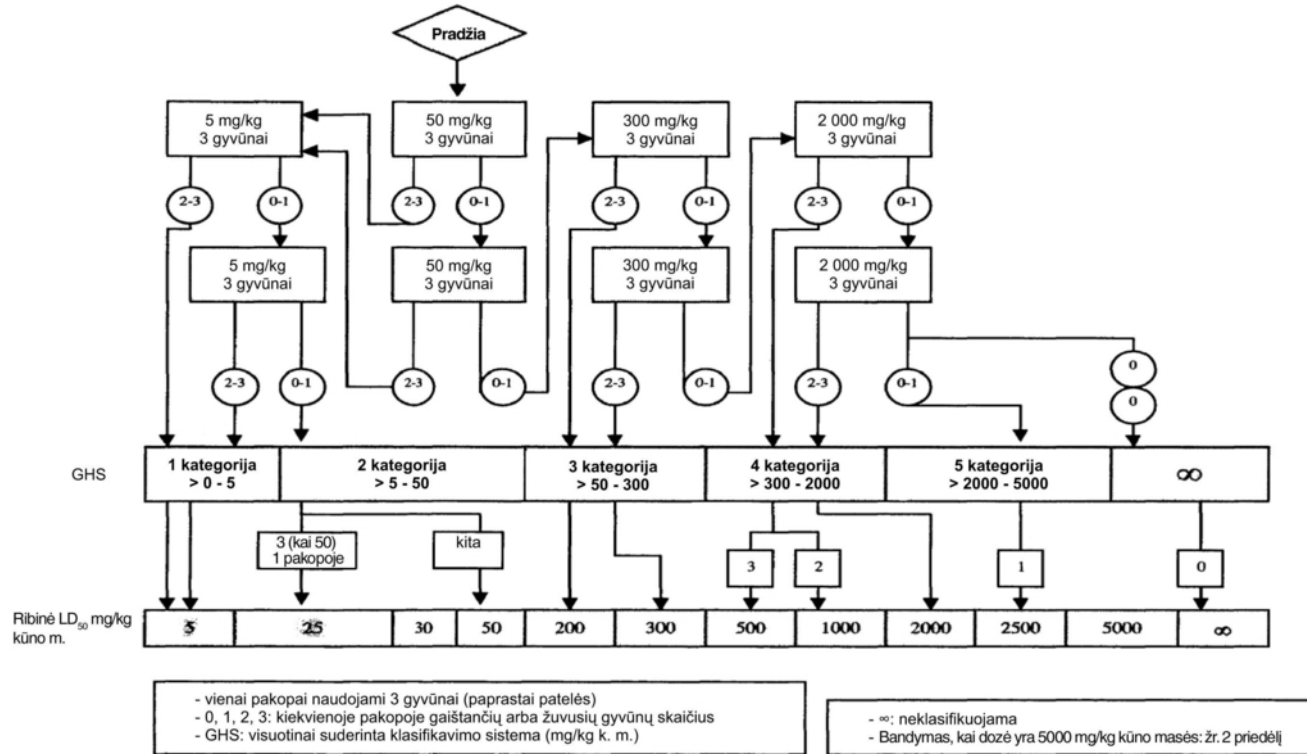 Pradžia
5 mg/kg
3 gyvūnai
50 mg/kg
3 gyvūnai
300 mg/kg
3 gyvūnai
2 000 mg/kg
3 gyvūnai
2-3
0-1
2-3
0-1
2-3
0-1
2-3
0-1
5 mg/kg
3 gyvūnai
50 mg/kg
3 gyvūnai
300 mg/kg
3 gyvūnai
2 000 mg/kg
3 gyvūnai
2-3
0-1
2-3
0-1
2-3
0-1
2-3
0-1
0
0
GHS
1 kategorija
> 0 - 5
2 kategorija
> 5 - 50
3 kategorija
> 50 - 300
4 kategorija
> 300 - 2000
5 kategorija
> 2000 - 5000
∞
3 (kai 50)
1 pakopoje
kita
3
2
1
0
Ribinė LD50 mg/kg
kūno m.
5
25
30
50
200
300
500
1000
2000
2500
5000
∞
- vienai pakopai naudojami 3 gyvūnai (paprastai patelės)
- 0, 1, 2, 3: kiekvienoje pakopoje gaištančių arba žuvusių gyvūnų skaičius
- GHS: visuotinai suderinta klasifikavimo sistema (mg/kg k. m.)
- ∞: neklasifikuojama
- Bandymas, kai dozė yra 5000 mg/kg kūno masės: žr. 2 priedėlį